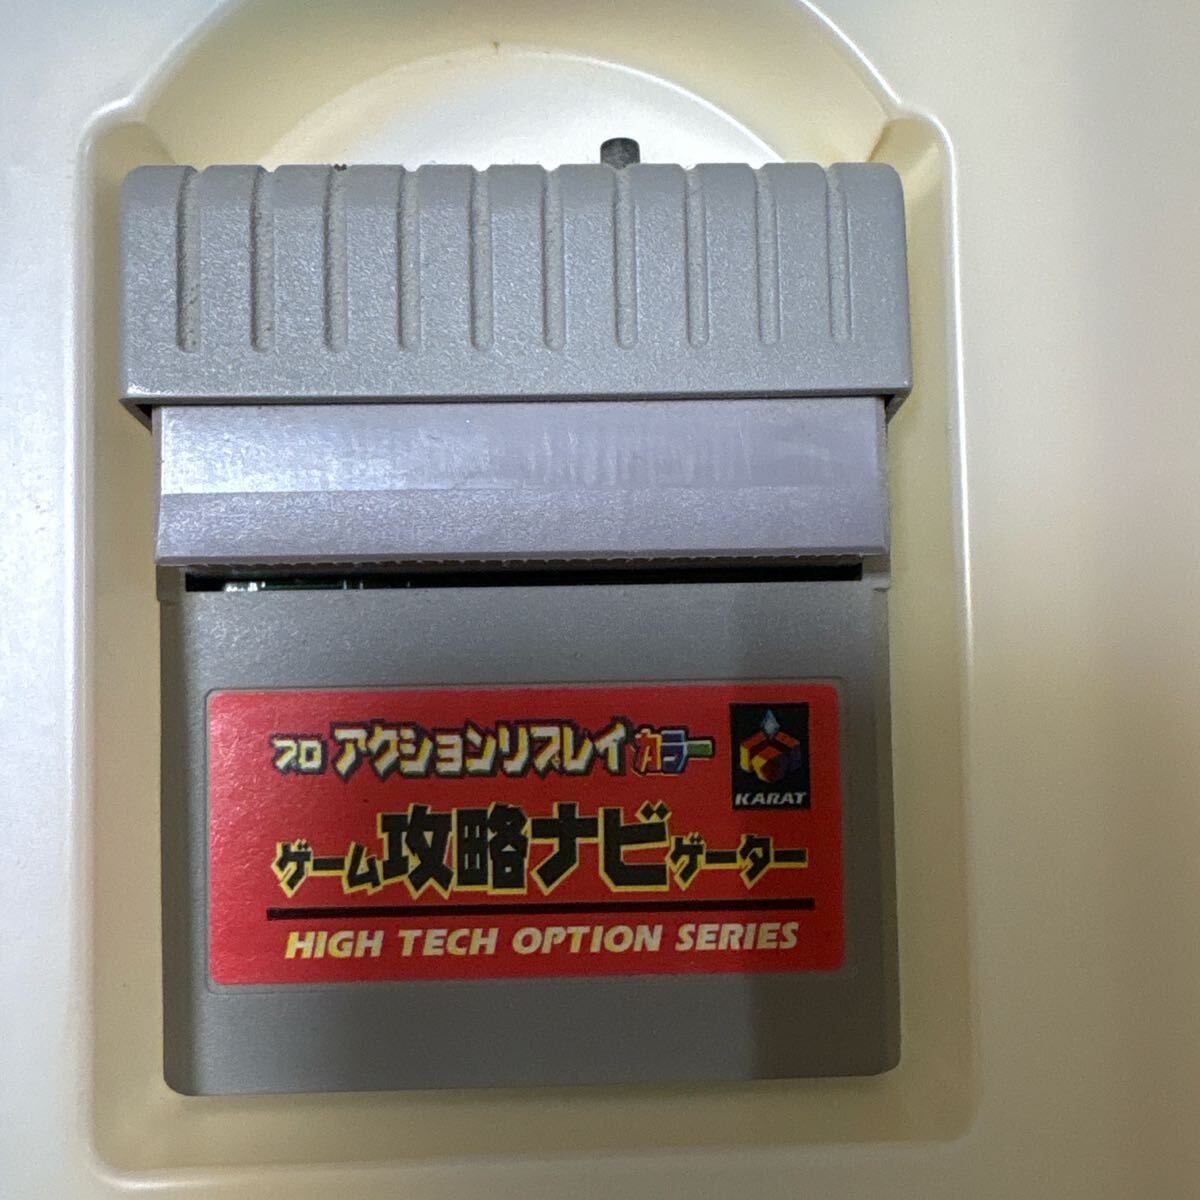 プロ アクションリプレイ カラー
KARAT
ゲーム攻略ナビゲーター
HIGH TECH OPTION SERIES